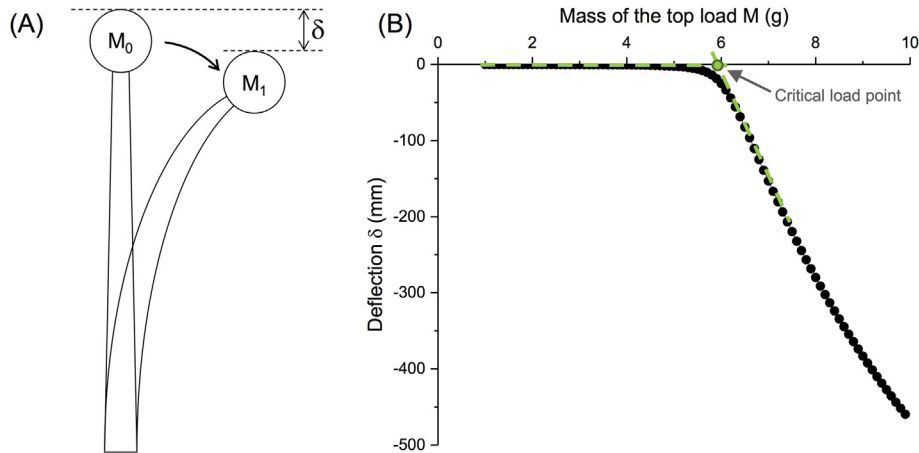 (A)
M₀
δ
M₁
(B)
Mass of the top load M (g)
0 2 4 6 8 10
0
-100
-200
-300
-400
-500
Deflection δ (mm)
Critical load point